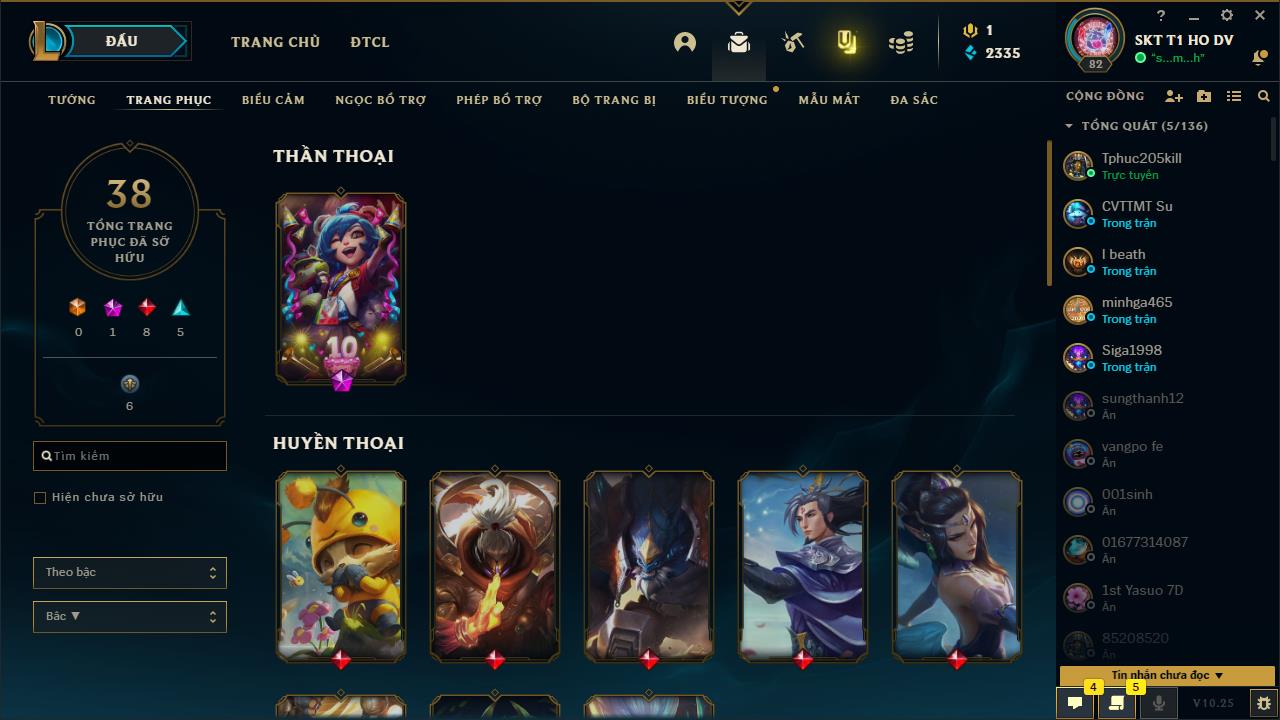 ĐẤU
TRANG CHỦ
ĐTCL
1
2335
?
SKT T1 HO DV
82
“s...m...h”
TƯỚNG
TRANG PHỤC
BIỂU CẢM
NGỌC BỔ TRỢ
PHÉP BỔ TRỢ
BỘ TRANG BỊ
BIỂU TƯỢNG
MẪU MẮT
ĐA SẮC
CỘNG ĐỒNG
TỔNG QUÁT (5/136)
38
TỔNG TRANG
PHỤC ĐÃ SỞ
HỮU
0
1
8
5
6
Tìm kiếm
Hiện chưa sở hữu
Theo bậc
Bậc ▼
THẦN THOẠI
10
HUYỀN THOẠI
Tphuc205kill
Trực tuyến
CVTTMT Su
Trong trận
I beath
Trong trận
minhga465
Trong trận
Siga1998
Trong trận
sungthanh12
Ẩn
vangpo fe
Ẩn
001sinh
Ẩn
01677314087
Ẩn
1st Yasuo 7D
Ẩn
85208520
Ẩn
Tin nhắn chưa đọc ▼
4
5
V10.25